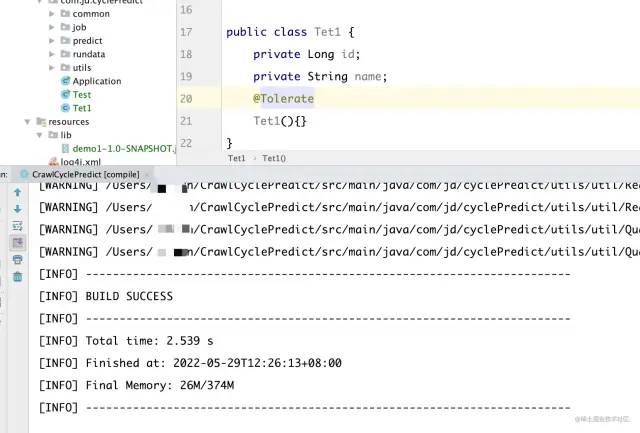 com.jd.cyclePredict
common
job
predict
rundata
utils
Application
Test
Tet1
resources
lib
demo1-1.0-SNAPSHOT.
log4j.xml
16
17 public class Tet1 {
18 private Long id;
19 private String name;
20 @Tolerate
21 Tet1(){}
22 }
Tet1 › Tet1()
CrawlCyclePredict [compile] ×
[WARNING] /Users/ n/CrawlCyclePredict/src/main/java/com/jd/cyclePredict/utils/util/Re
[WARNING] /Users/ n/CrawlCyclePredict/src/main/java/com/jd/cyclePredict/utils/util/Re
[WARNING] /Users/ n/CrawlCyclePredict/src/main/java/com/jd/cyclePredict/utils/util/Qu
[WARNING] /Users/ n/CrawlCyclePredict/src/main/java/com/jd/cyclePredict/utils/util/Qu
[INFO] ------------------------------------------------------------------------
[INFO] BUILD SUCCESS
[INFO] ------------------------------------------------------------------------
[INFO] Total time: 2.539 s
[INFO] Finished at: 2022-05-29T12:26:13+08:00
[INFO] Final Memory: 26M/374M
[INFO] ------------------------------------------------------------------------
@稀土掘金技术社区